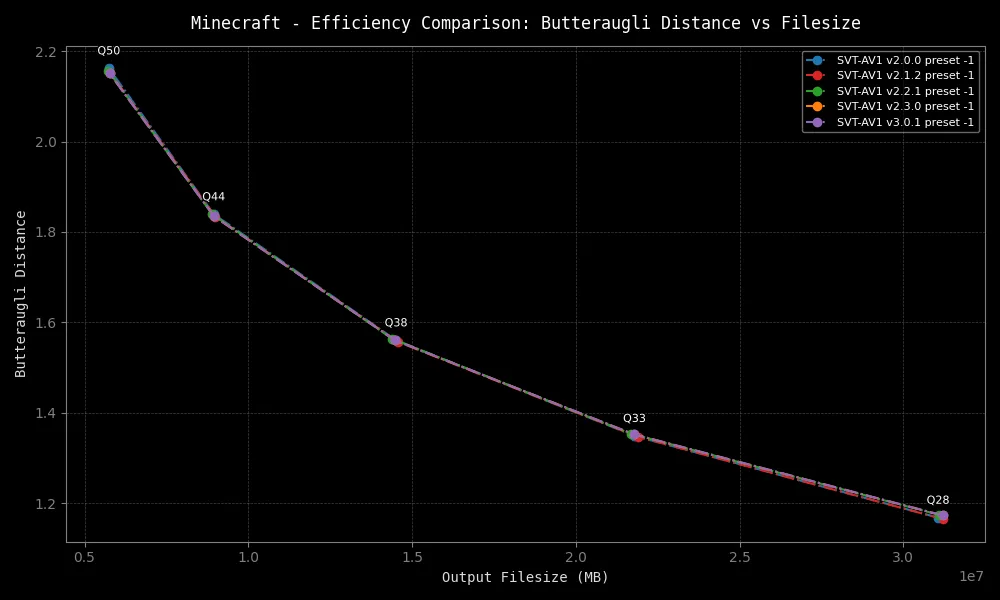 Minecraft - Efficiency Comparison: Butteraugli Distance vs Filesize
SVT-AV1 v2.0.0 preset -1
SVT-AV1 v2.1.2 preset -1
SVT-AV1 v2.2.1 preset -1
SVT-AV1 v2.3.0 preset -1
SVT-AV1 v3.0.1 preset -1
Q50
Q44
Q38
Q33
Q28
Butteraugli Distance
2.2
2.0
1.8
1.6
1.4
1.2
0.5 1.0 1.5 2.0 2.5 3.0
1e7
Output Filesize (MB)